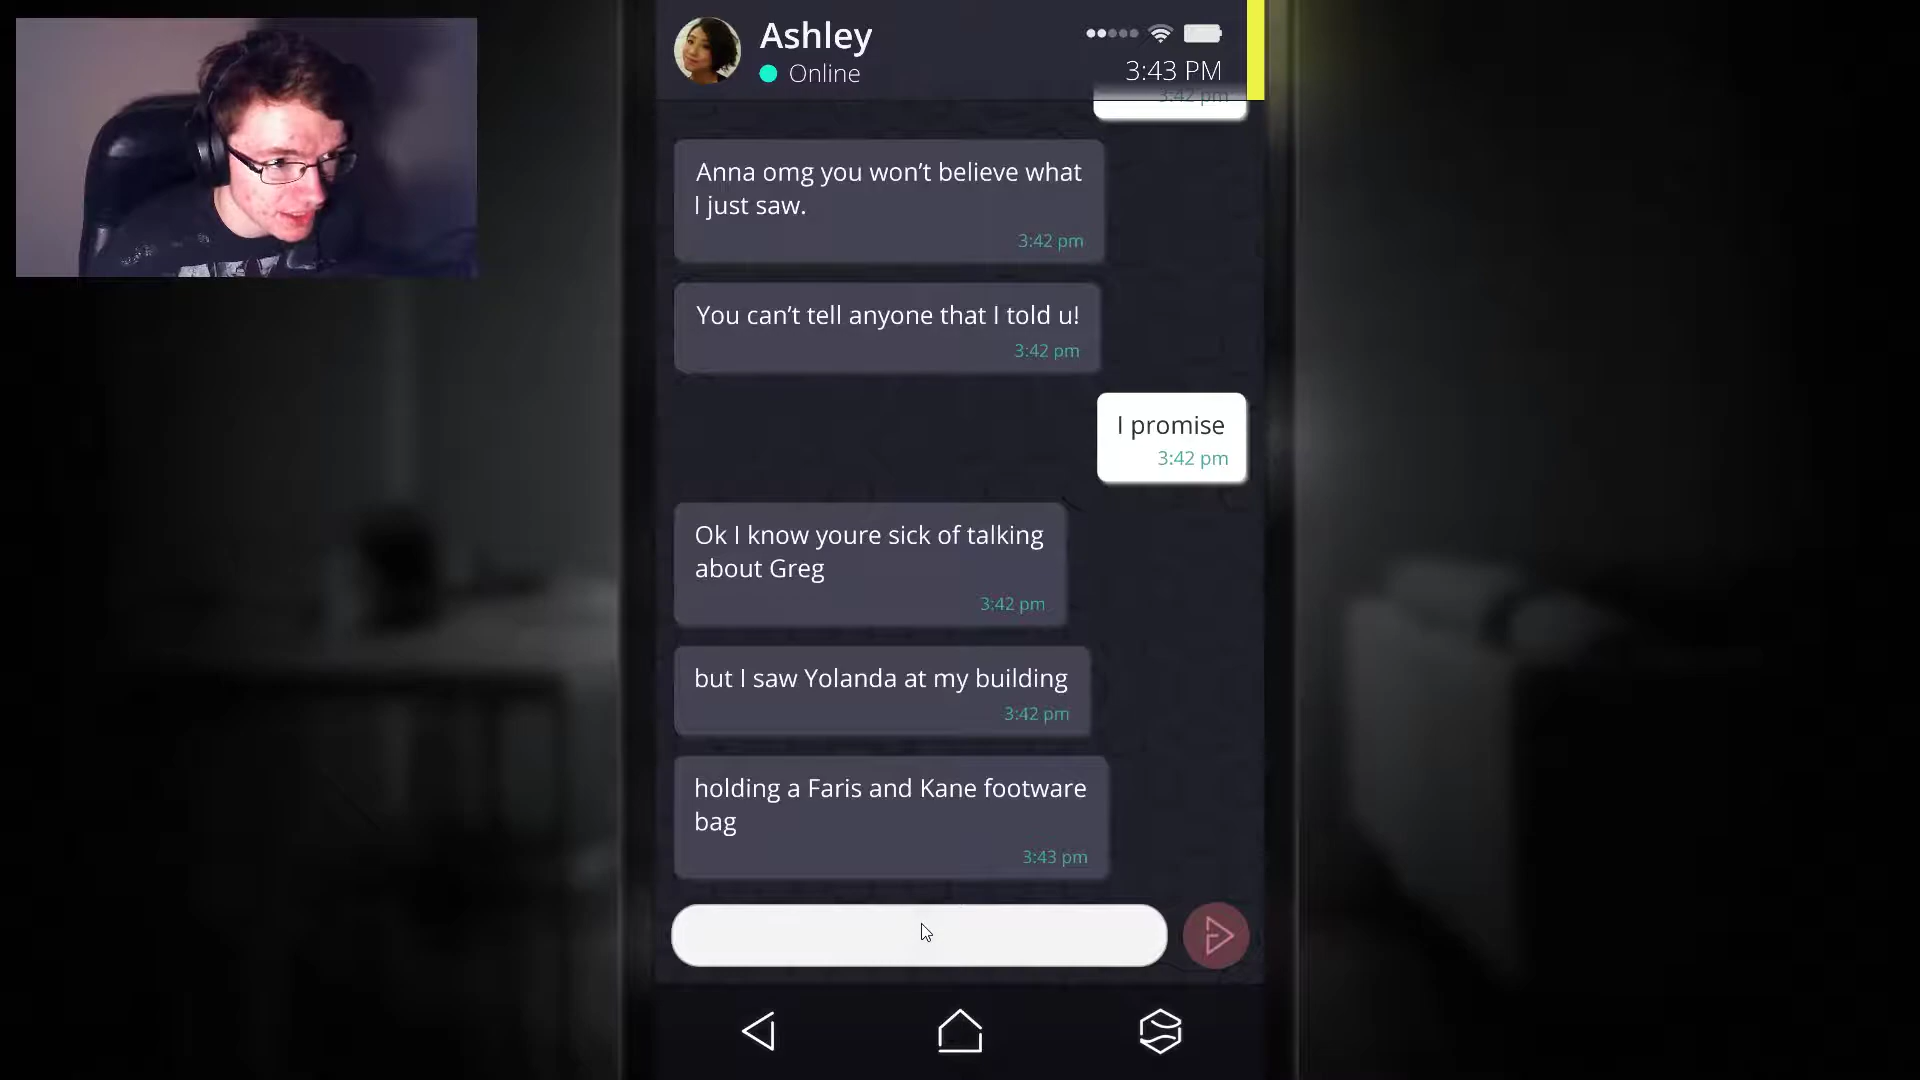 Ashley
Online
3:43 PM
3:42 pm
Anna omg you won’t believe what
I just saw.
3:42 pm
You can’t tell anyone that I told u!
3:42 pm
I promise
3:42 pm
Ok I know youre sick of talking
about Greg
3:42 pm
but I saw Yolanda at my building
3:42 pm
holding a Faris and Kane footware
bag
3:43 pm